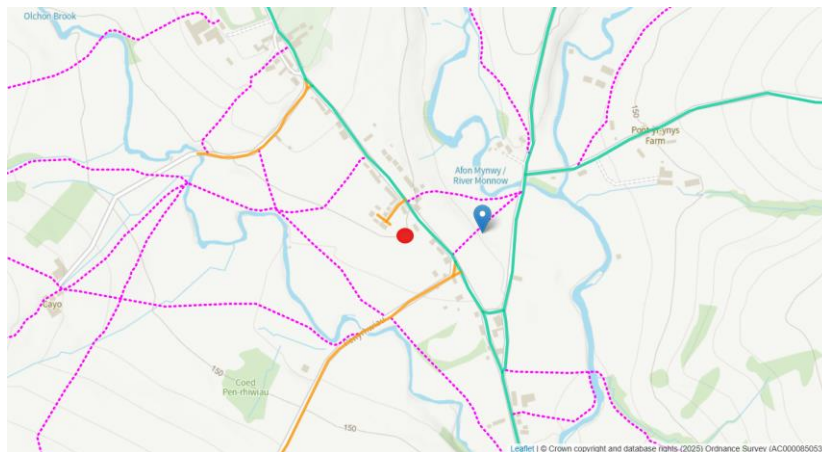 Olchon Brook
150
Pont-yr-ynys
Farm
Afon Mynwy /
River Monnow
Cayo
150
Coed
Pen-rhiwiau
150
Leaflet | © Crown copyright and database rights (2025) Ordnance Survey (AC000085053